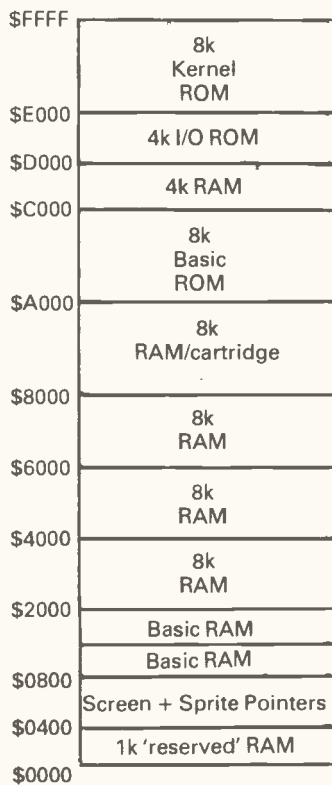 $FFFF
8k
Kernel
ROM
$E000
4k I/O ROM
$D000
4k RAM
$C000
8k
Basic
ROM
$A000
8k
RAM/cartridge
$8000
8k
RAM
$6000
8k
RAM
$4000
8k
RAM
$2000
Basic RAM
Basic RAM
$0800
Screen + Sprite Pointers
$0400
1k 'reserved' RAM
$0000